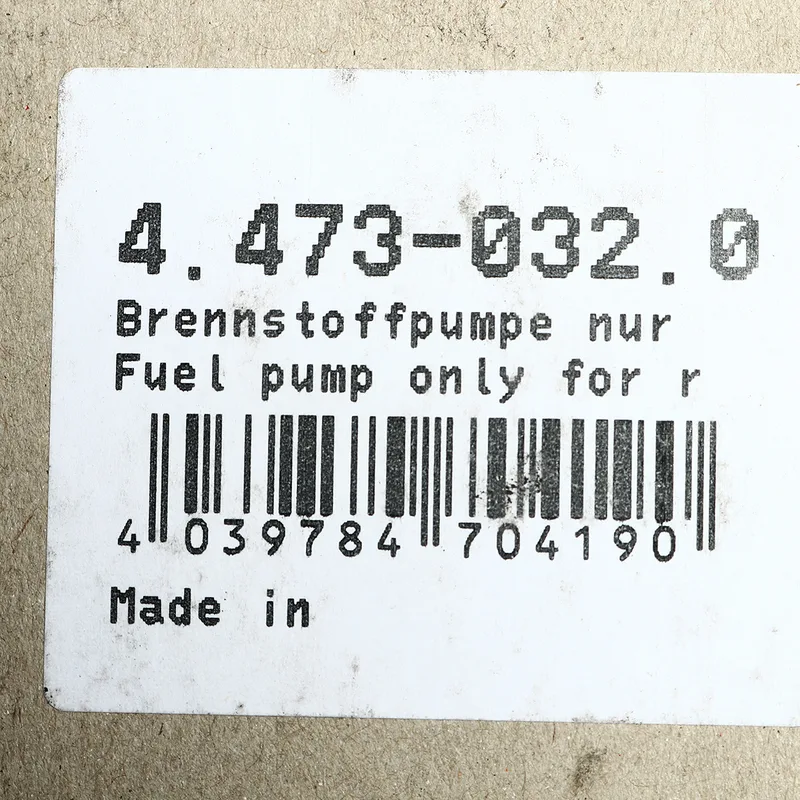 4.473-032.0
Brennstoffpumpe nur
Fuel pump only for r
4 039784 704190
Made in